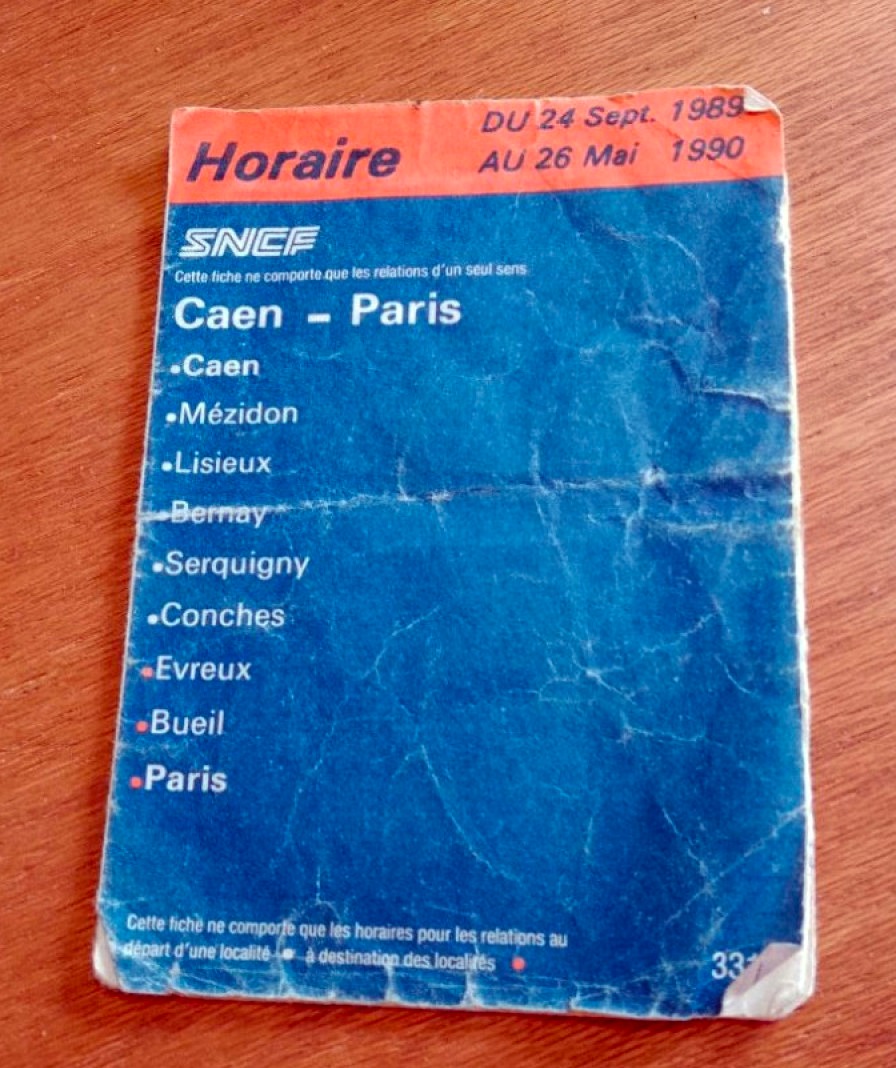 Horaire
DU 24 Sept. 1989
AU 26 Mai 1990
SNCF
Cette fiche ne comporte que les relations d'un seul sens
Caen - Paris
•Caen
•Mézidon
•Lisieux
•Bernay
•Serquigny
•Conches
•Evreux
•Bueil
•Paris
Cette fiche ne comporte que les horaires pour les relations au
départ d'une localité • à destination des localités •